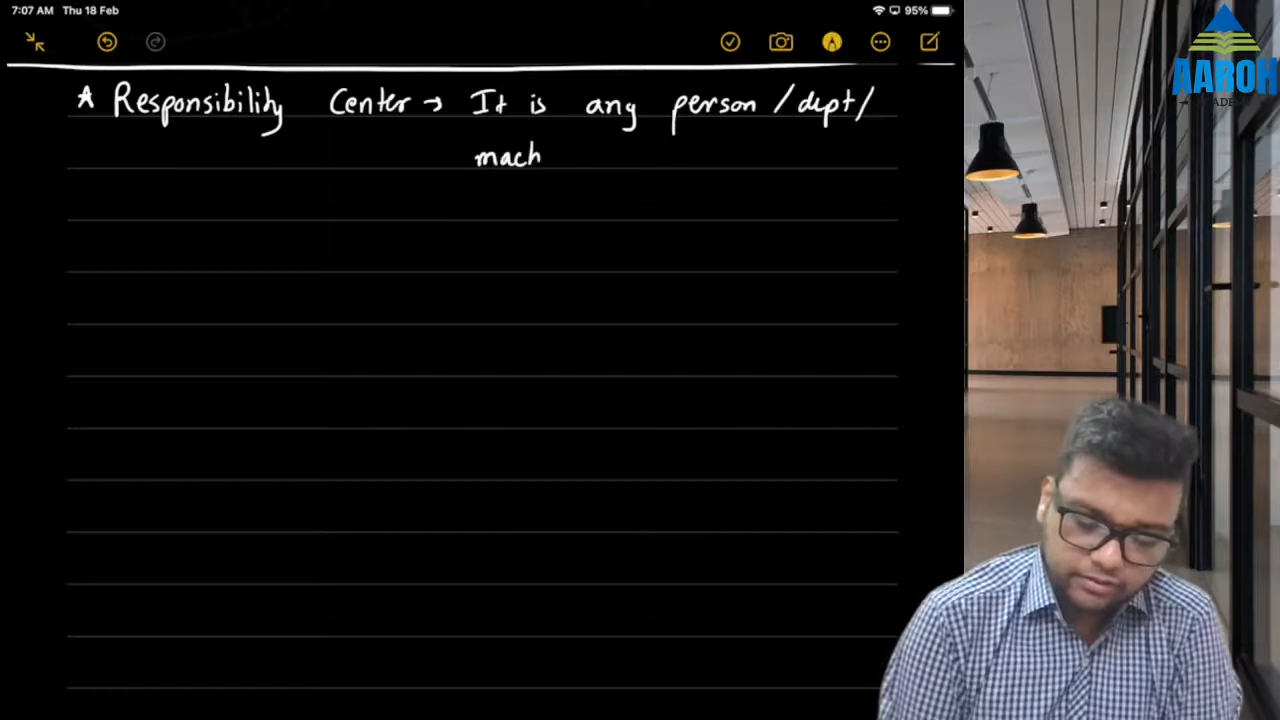 7:07 AM Thu 18 Feb 95%
AAROH
★ Responsibility Center → It is any person / dept /
mach